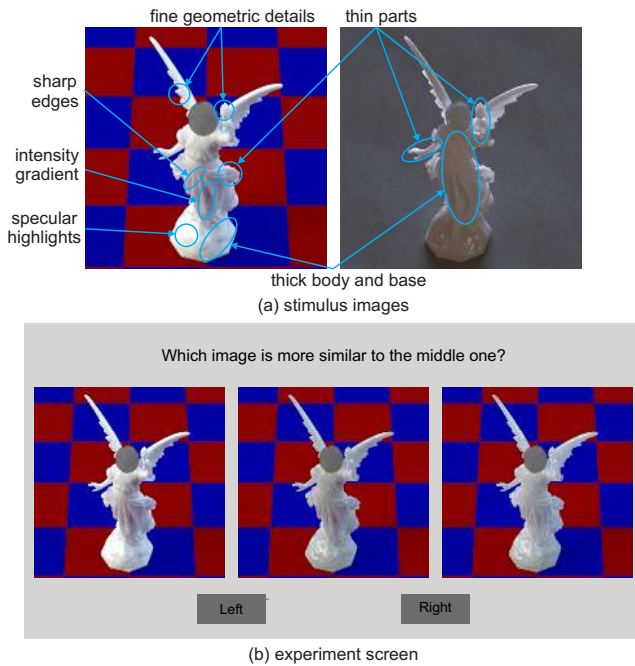 fine geometric details
thin parts
sharp
edges
intensity
gradient
specular
highlights
thick body and base
(a) stimulus images
Which image is more similar to the middle one?
Left
Right
(b) experiment screen